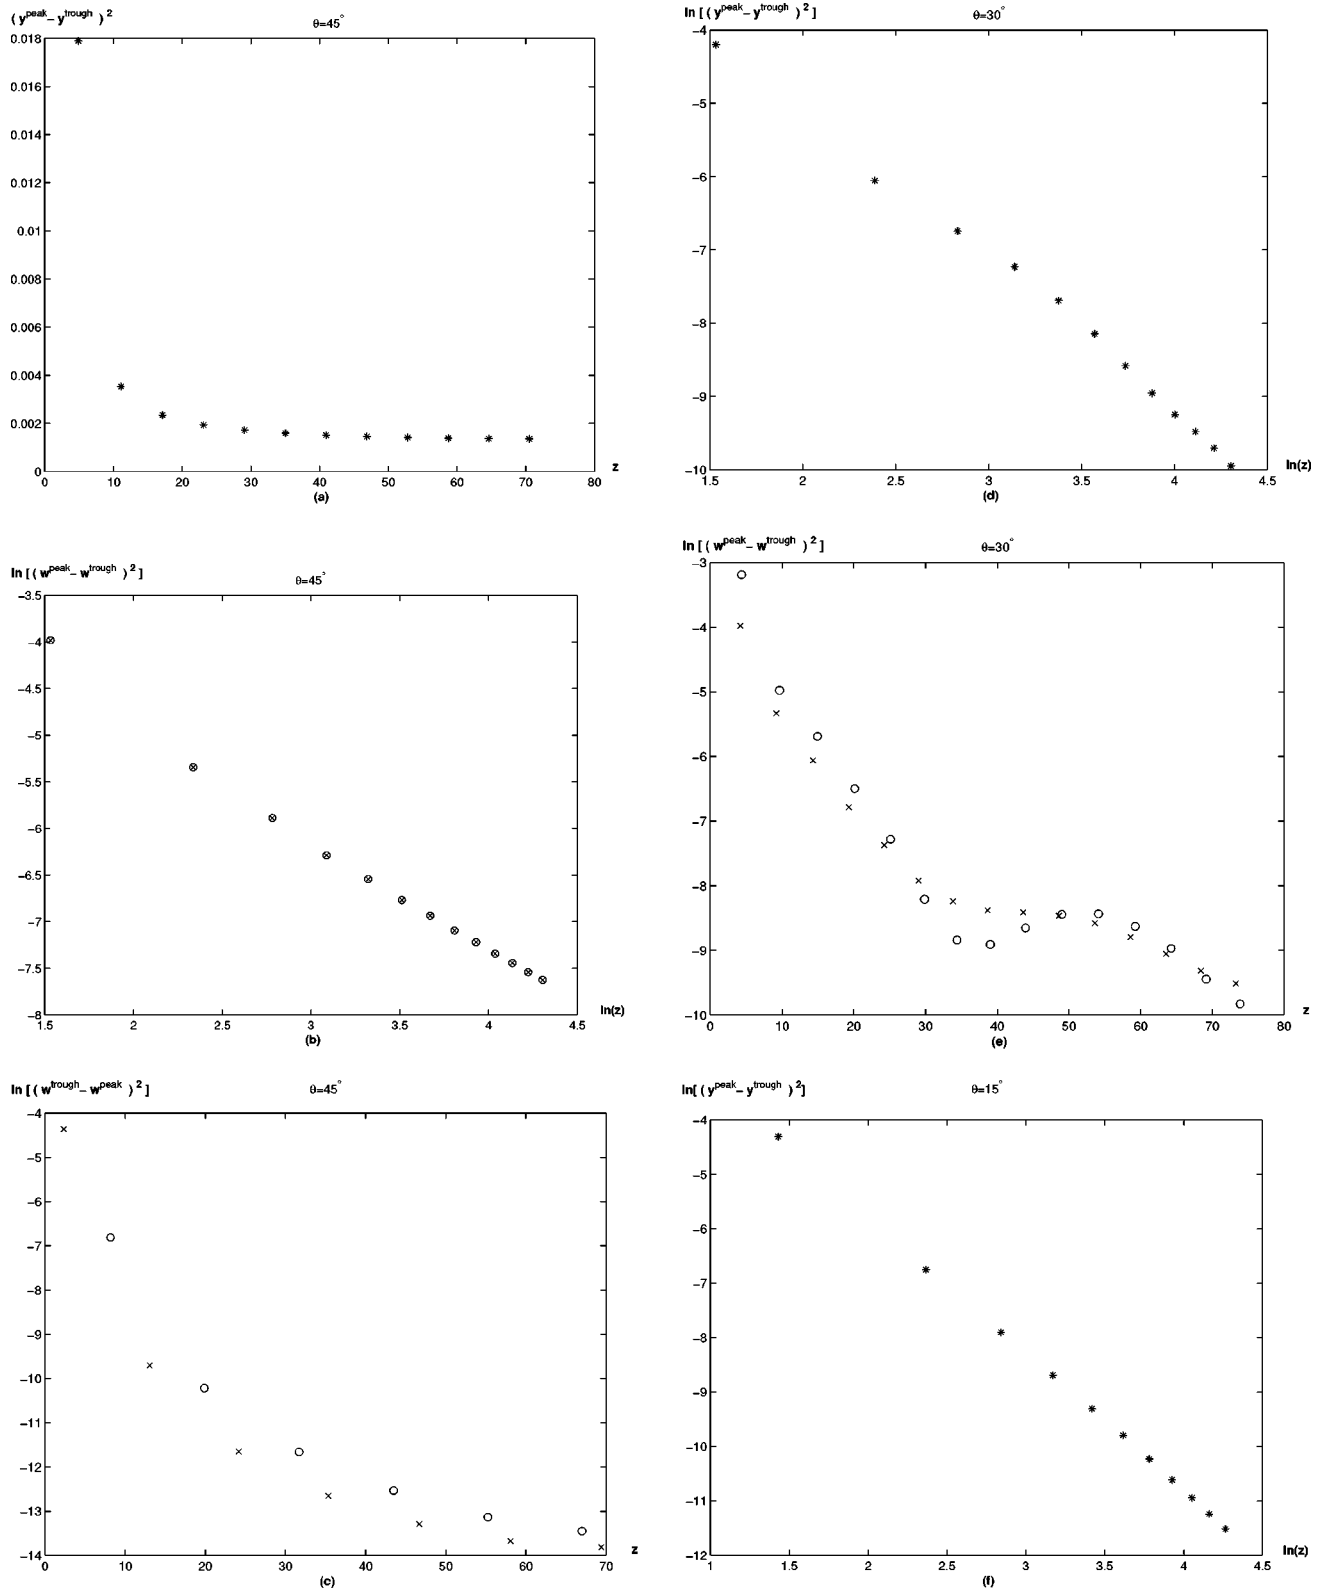 ( y^peak – y^trough )^2
θ=45°
0.018
0.016
0.014
0.012
0.01
0.008
0.006
0.004
0.002
0
0 10 20 30 40 50 60 70 80
z
(a)
ln [ ( y^peak – y^trough )^2 ]
θ=30°
–4
–5
–6
–7
–8
–9
–10
1.5 2 2.5 3 3.5 4 4.5
ln(z)
(d)
ln [ ( w^peak – w^trough )^2 ]
θ=45°
–3.5
–4
–4.5
–5
–5.5
–6
–6.5
–7
–7.5
–8
1.5 2 2.5 3 3.5 4 4.5
ln(z)
(b)
ln [ ( w^peak – w^trough )^2 ]
θ=30°
–3
–4
–5
–6
–7
–8
–9
–10
0 10 20 30 40 50 60 70 80
z
(e)
ln [ ( w^trough – w^peak )^2 ]
θ=45°
–4
–5
–6
–7
–8
–9
–10
–11
–12
–13
–14
0 10 20 30 40 50 60 70
z
(c)
ln[ ( y^peak – y^trough )^2]
θ=15°
–4
–5
–6
–7
–8
–9
–10
–11
–12
1 1.5 2 2.5 3 3.5 4 4.5
ln(z)
(f)